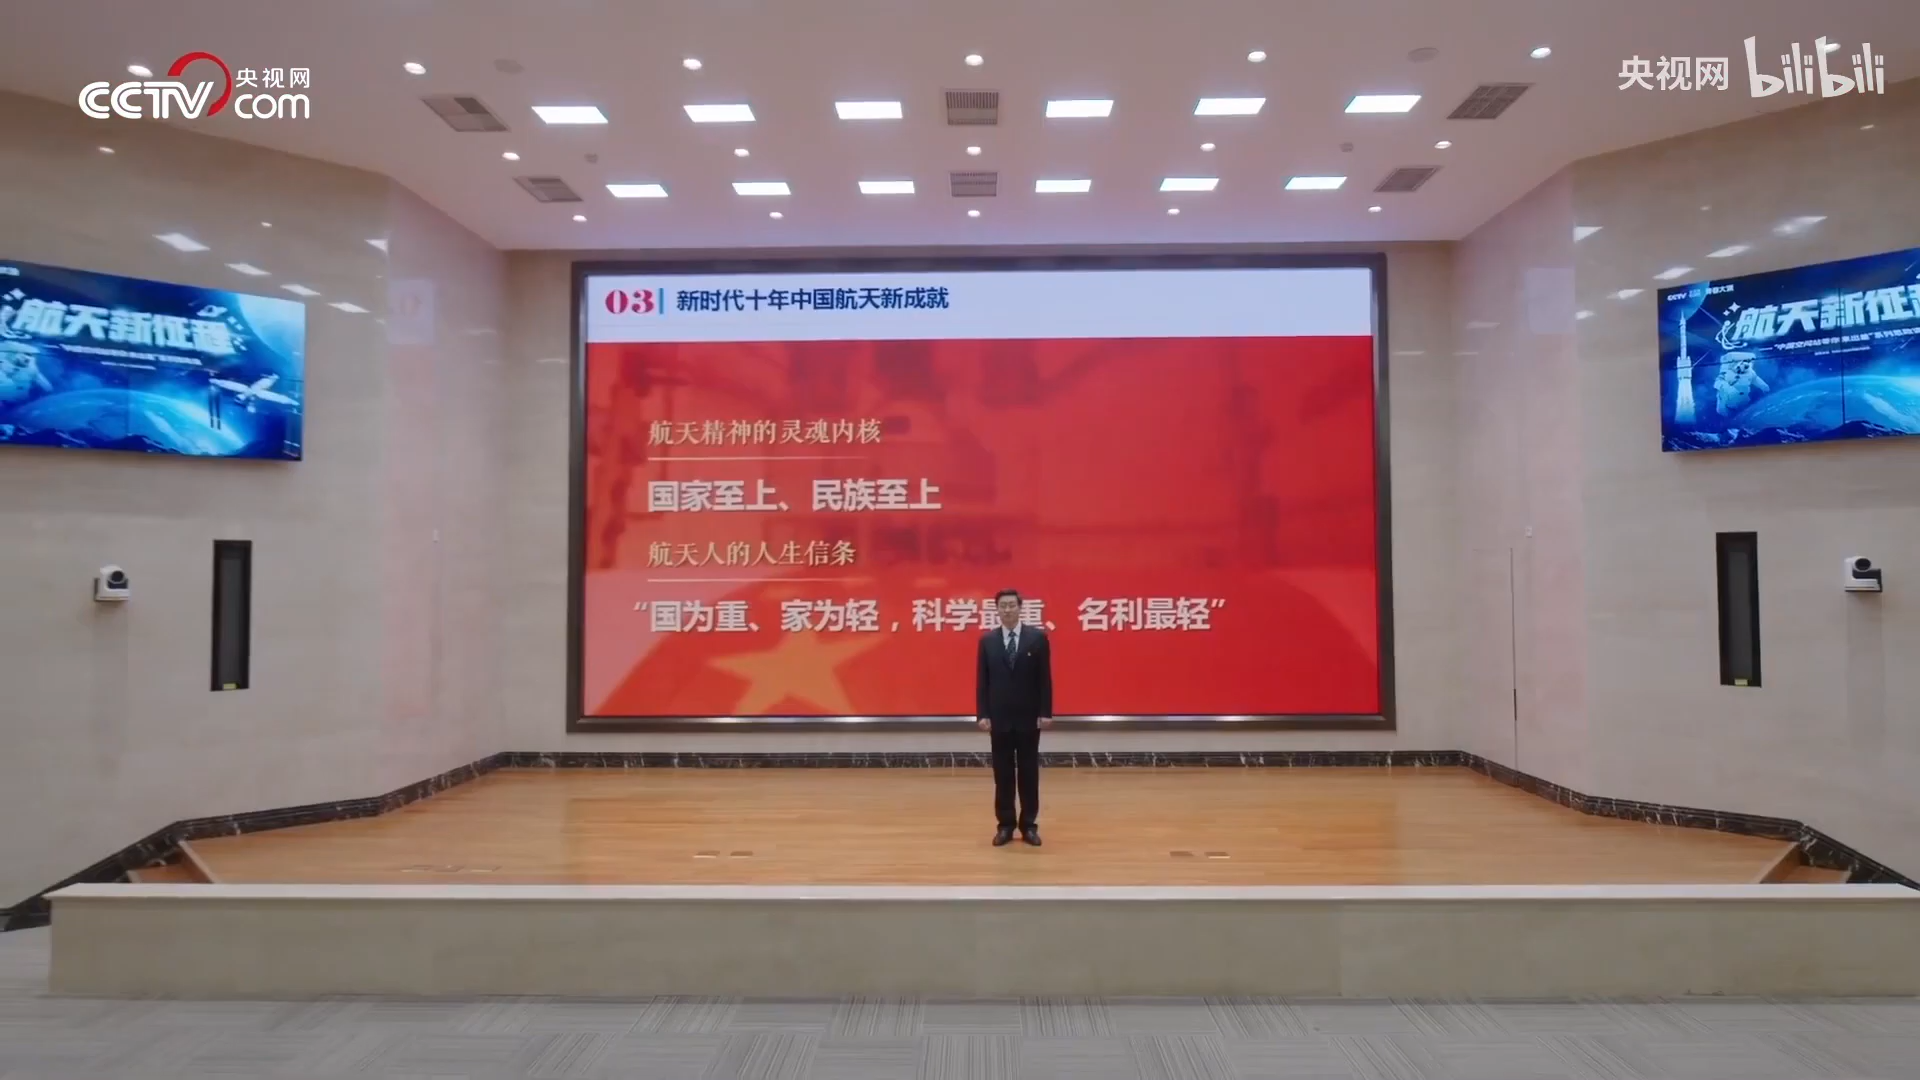 CCTV.com 央视网
央视网 bilibili
03 新时代十年中国航天新成就
航天精神的灵魂内核
国家至上、民族至上
航天人的人生信条
“国为重、家为轻，科学最重、名利最轻”
航天新征程
航天新征程